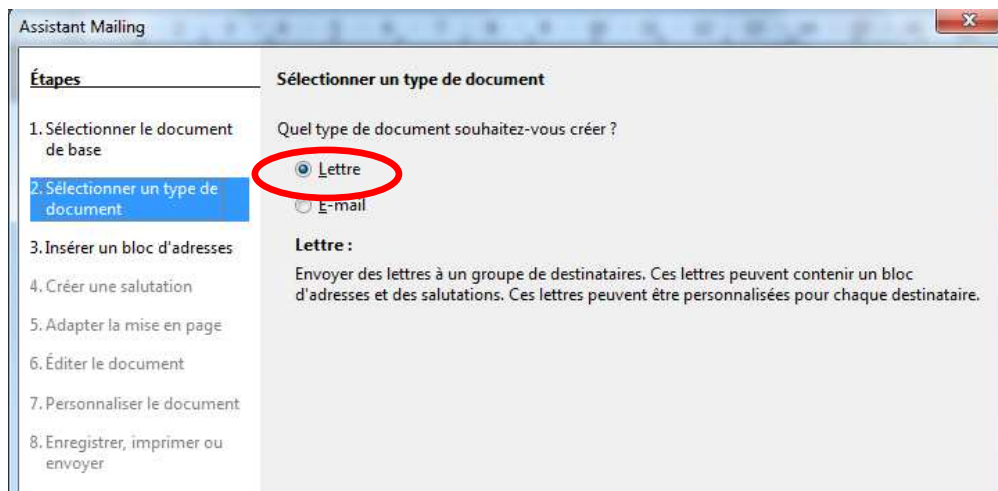 Assistant Mailing
Étapes
1. Sélectionner le document
de base
2. Sélectionner un type de
document
3. Insérer un bloc d'adresses
4. Créer une salutation
5. Adapter la mise en page
6. Éditer le document
7. Personnaliser le document
8. Enregistrer, imprimer ou
envoyer
Sélectionner un type de document
Quel type de document souhaitez-vous créer ?
Lettre
E-mail
Lettre :
Envoyer des lettres à un groupe de destinataires. Ces lettres peuvent contenir un bloc
d'adresses et des salutations. Ces lettres peuvent être personnalisées pour chaque destinataire.